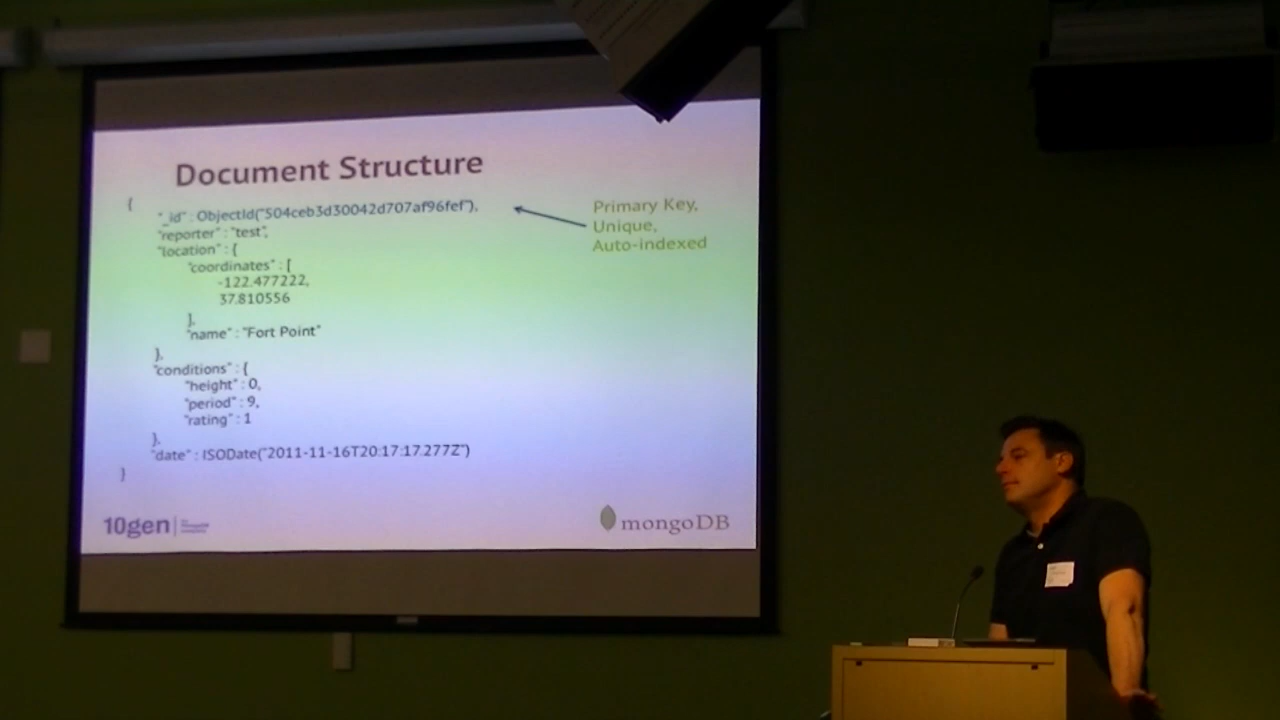 Document Structure
{
"_id" : ObjectId("504ceb3d30042d707af96fef"),
"reporter" : "test",
"location" : {
"coordinates" : [
-122.477222,
37.810556
],
"name" : "Fort Point"
},
"conditions" : {
"height" : 0,
"period" : 9,
"rating" : 1
},
"date" : ISODate("2011-11-16T20:17:17.277Z")
}
Primary Key,
Unique,
Auto-indexed
10gen
mongoDB